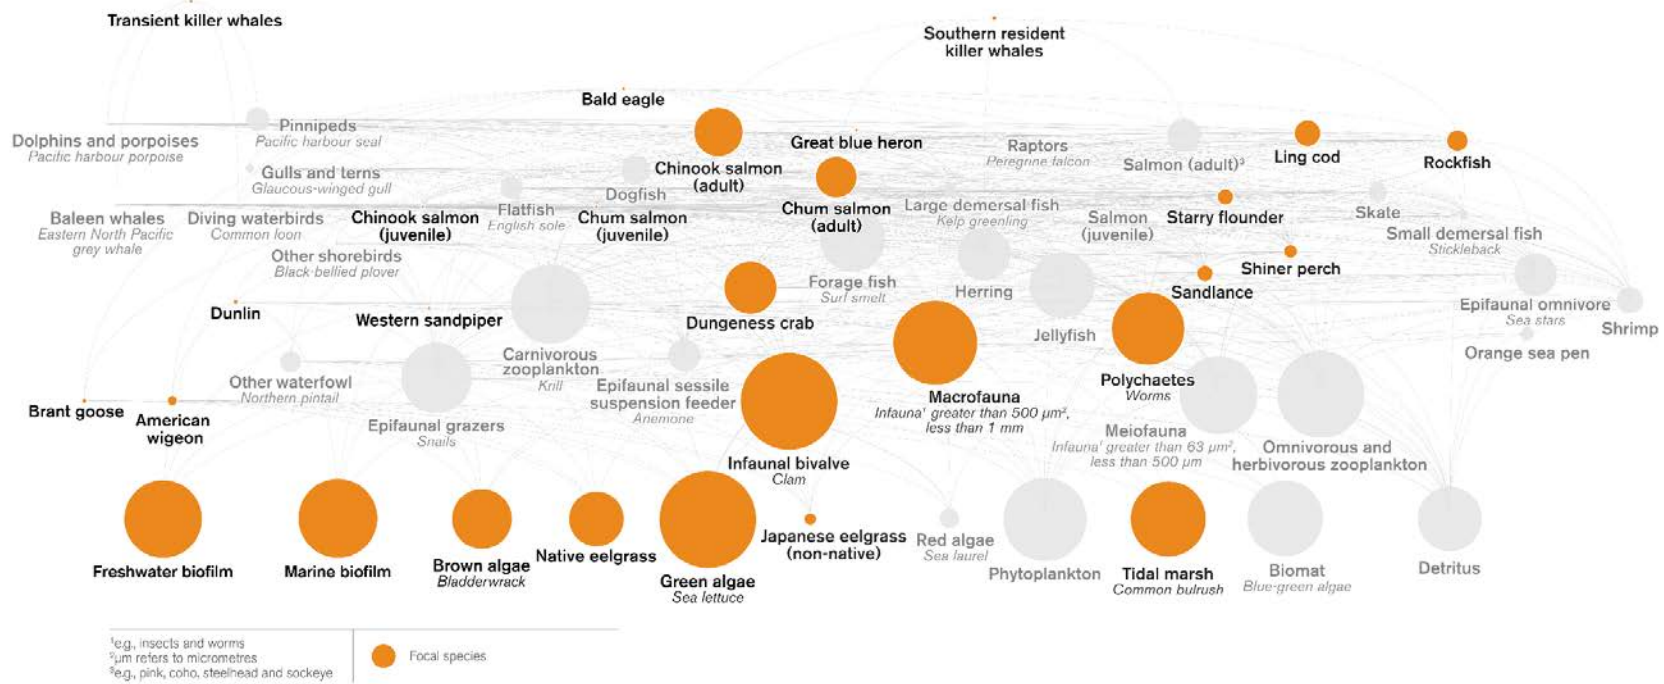 Transient killer whales
Southern resident
killer whales
Bald eagle
Dolphins and porpoises
Pacific harbour porpoise
Pinnipeds
Pacific harbour seal
Gulls and terns
Glaucous-winged gull
Dogfish
Chinook salmon
(adult)
Great blue heron
Raptors
Peregrine falcon
Salmon (adult)³
Ling cod
Rockfish
Baleen whales
Eastern North Pacific
grey whale
Diving waterbirds
Common loon
Chinook salmon
(juvenile)
Flatfish
English sole
Chum salmon
(juvenile)
Chum salmon
(adult)
Large demersal fish
Kelp greenling
Salmon
(juvenile)
Starry flounder
Skate
Small demersal fish
Stickleback
Other shorebirds
Black-bellied plover
Forage fish
Surf smelt
Herring
Shiner perch
Sandlance
Dunlin
Western sandpiper
Dungeness crab
Jellyfish
Epifaunal omnivore
Sea stars
Shrimp
Orange sea pen
Carnivorous
zooplankton
Krill
Other waterfowl
Northern pintail
Epifaunal sessile
suspension feeder
Anemone
Macrofauna
Infauna¹ greater than 500 µm²,
less than 1 mm
Polychaetes
Worms
Brant goose
American
wigeon
Epifaunal grazers
Snails
Meiofauna
Infauna¹ greater than 63 µm²,
less than 500 µm
Omnivorous and
herbivorous zooplankton
Infaunal bivalve
Clam
Freshwater biofilm
Marine biofilm
Brown algae
Bladderwrack
Native eelgrass
Green algae
Sea lettuce
Japanese eelgrass
(non-native)
Red algae
Sea laurel
Phytoplankton
Tidal marsh
Common bulrush
Biomat
Blue-green algae
Detritus
¹e.g., insects and worms
²µm refers to micrometres
³e.g., pink, coho, steelhead and sockeye
Focal species